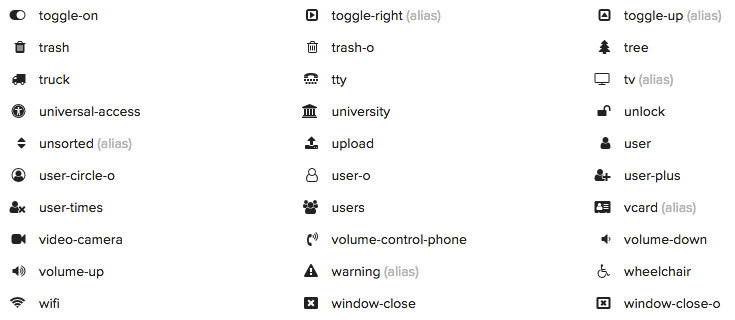 toggle-on toggle-right (alias) toggle-up (alias)
trash trash-o tree
truck tty tv (alias)
universal-access university unlock
unsorted (alias) upload user
user-circle-o user-o user-plus
user-times users vcard (alias)
video-camera volume-control-phone volume-down
volume-up warning (alias) wheelchair
wifi window-close window-close-o